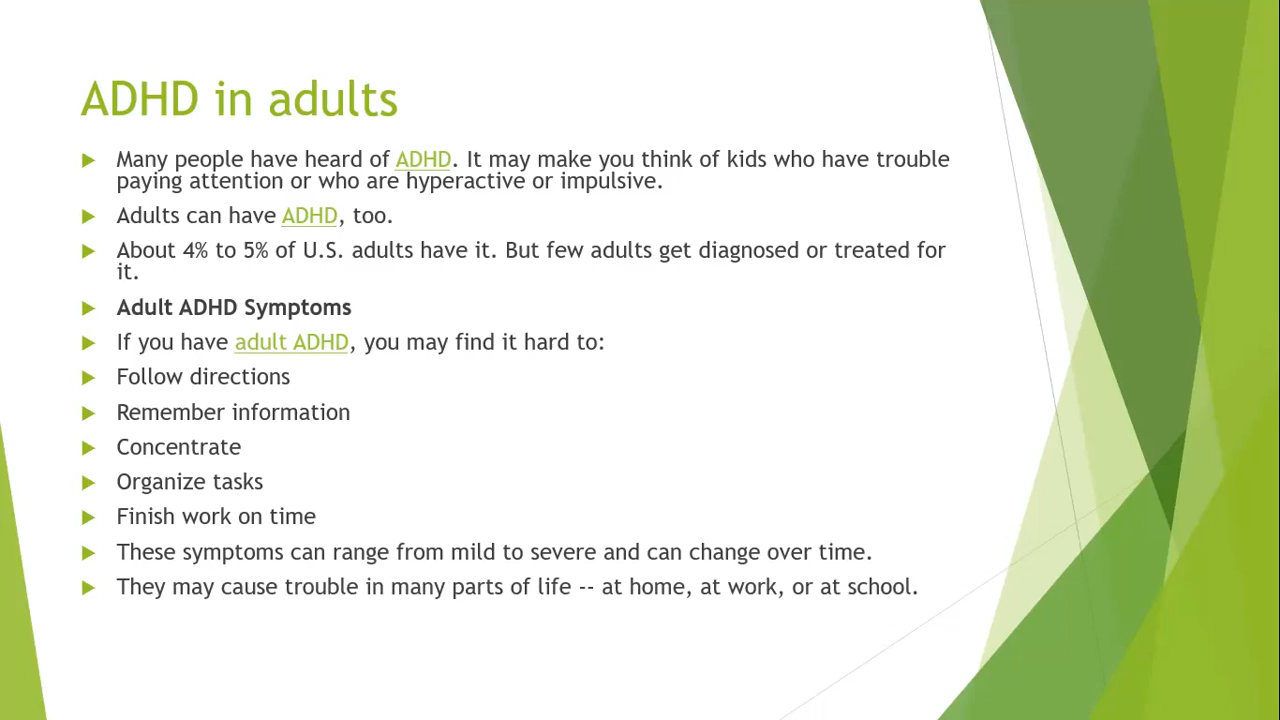 ADHD in adults
Many people have heard of ADHD. It may make you think of kids who have trouble
paying attention or who are hyperactive or impulsive.
Adults can have ADHD, too.
About 4% to 5% of U.S. adults have it. But few adults get diagnosed or treated for
it.
Adult ADHD Symptoms
If you have adult ADHD, you may find it hard to:
Follow directions
Remember information
Concentrate
Organize tasks
Finish work on time
These symptoms can range from mild to severe and can change over time.
They may cause trouble in many parts of life -- at home, at work, or at school.